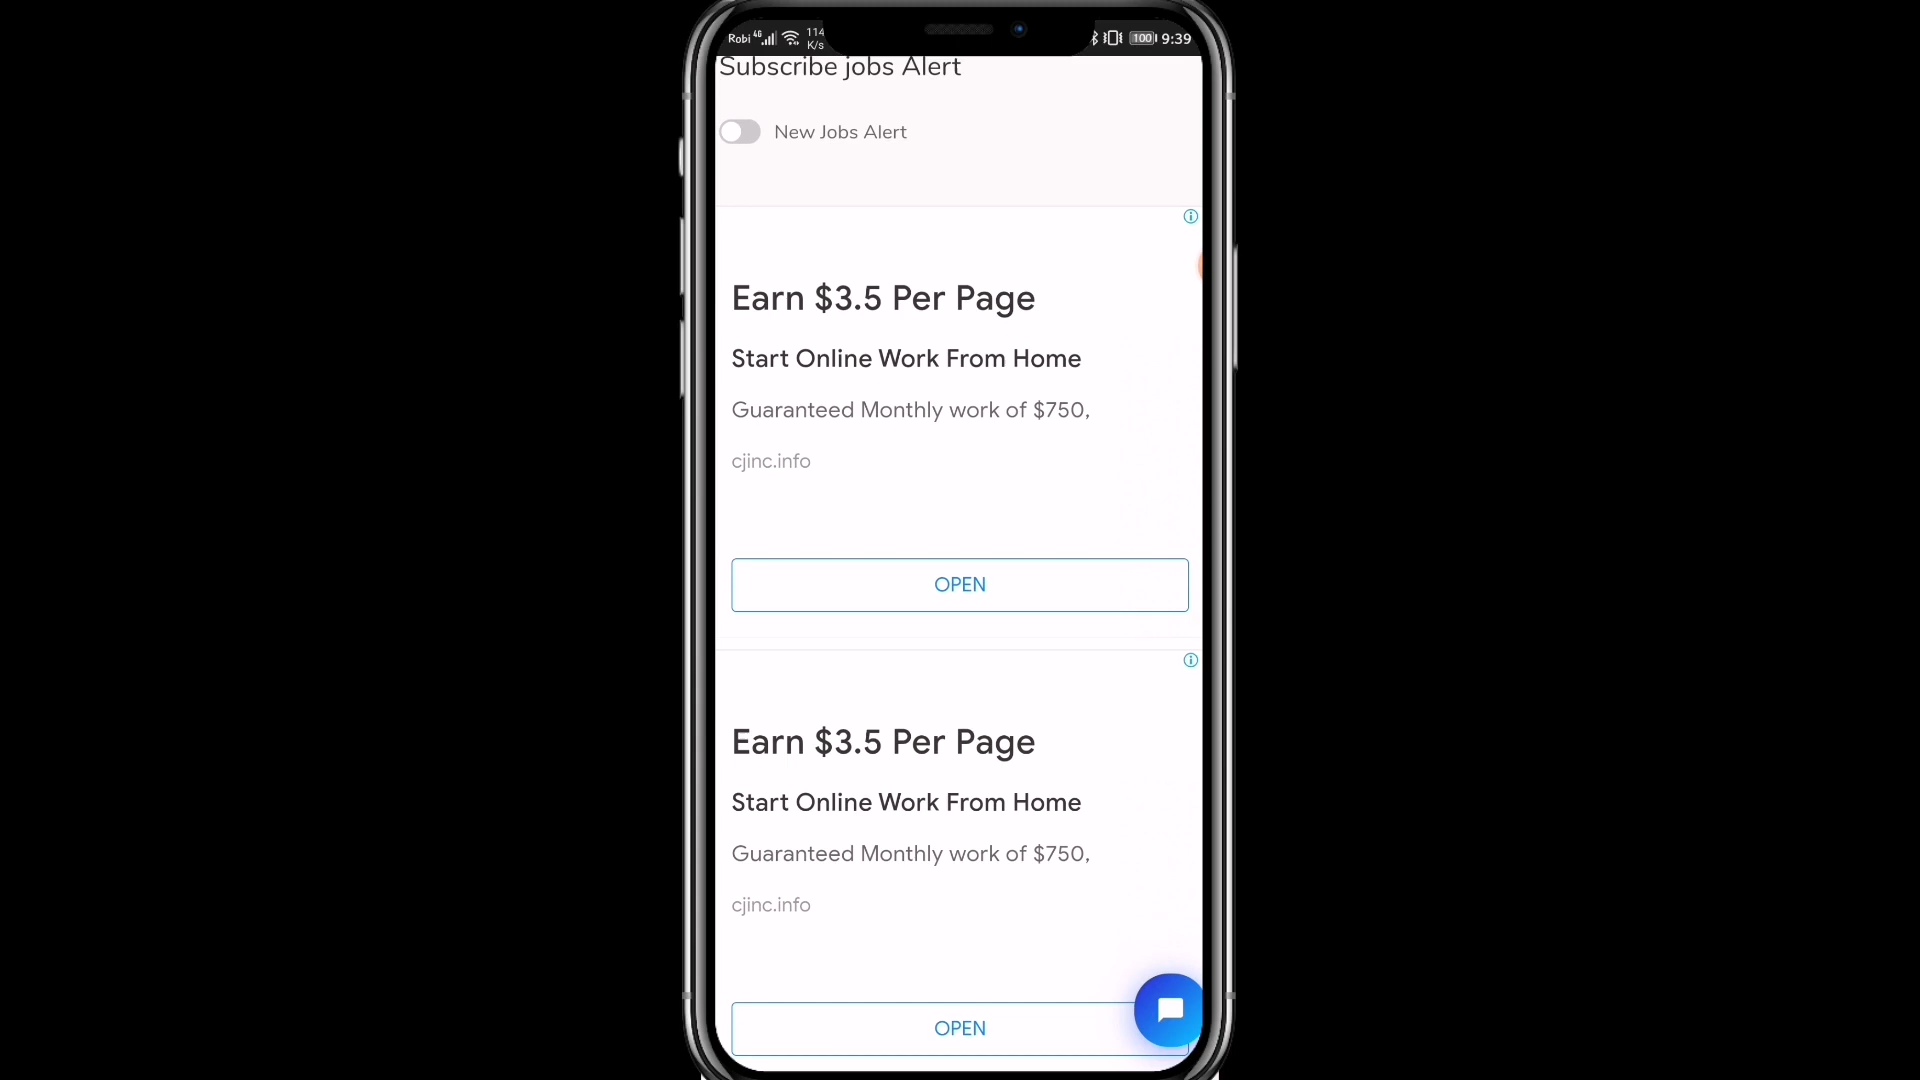 Robi 4G 114 K/s 100 9:39
Subscribe jobs Alert
New Jobs Alert
Earn $3.5 Per Page
Start Online Work From Home
Guaranteed Monthly work of $750,
cjinc.info
OPEN
Earn $3.5 Per Page
Start Online Work From Home
Guaranteed Monthly work of $750,
cjinc.info
OPEN